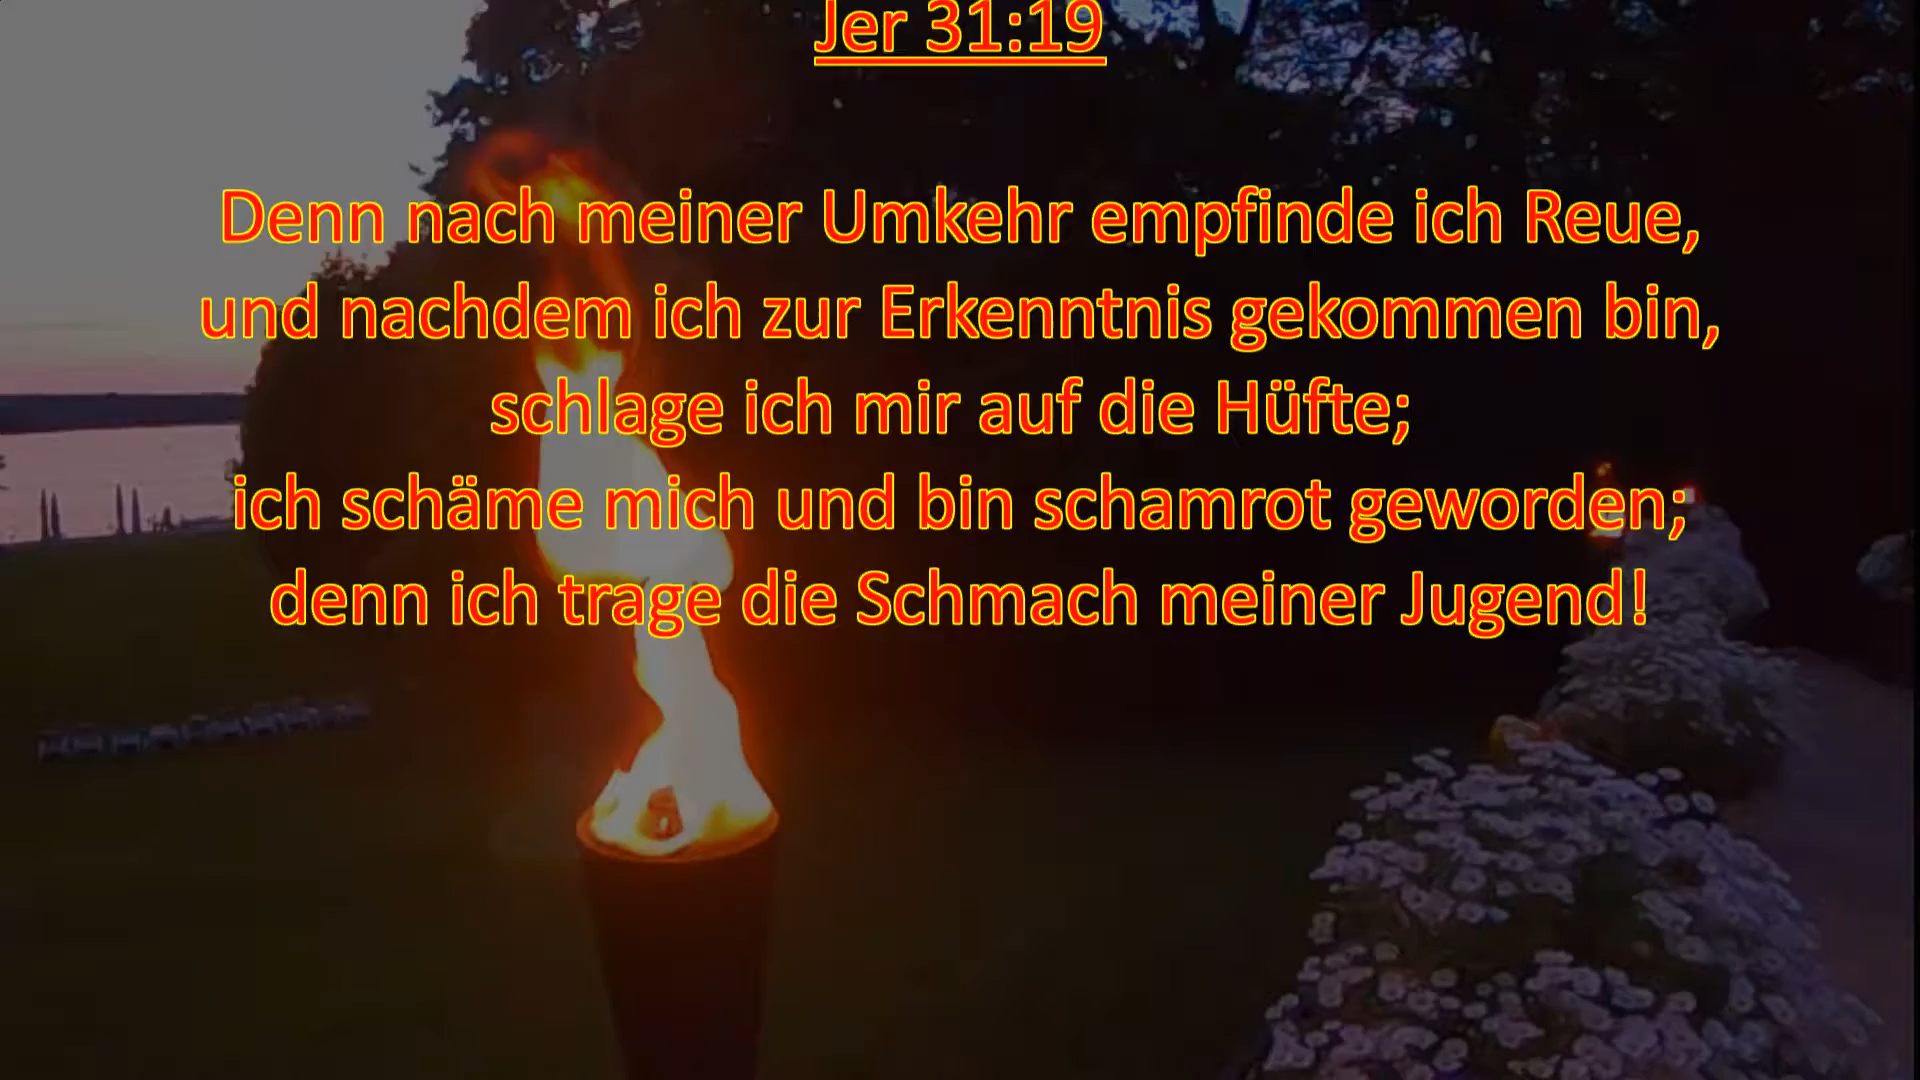 Jer 31:19
Denn nach meiner Umkehr empfinde ich Reue,
und nachdem ich zur Erkenntnis gekommen bin,
schlage ich mir auf die Hüfte;
ich schäme mich und bin schamrot geworden;
denn ich trage die Schmach meiner Jugend!